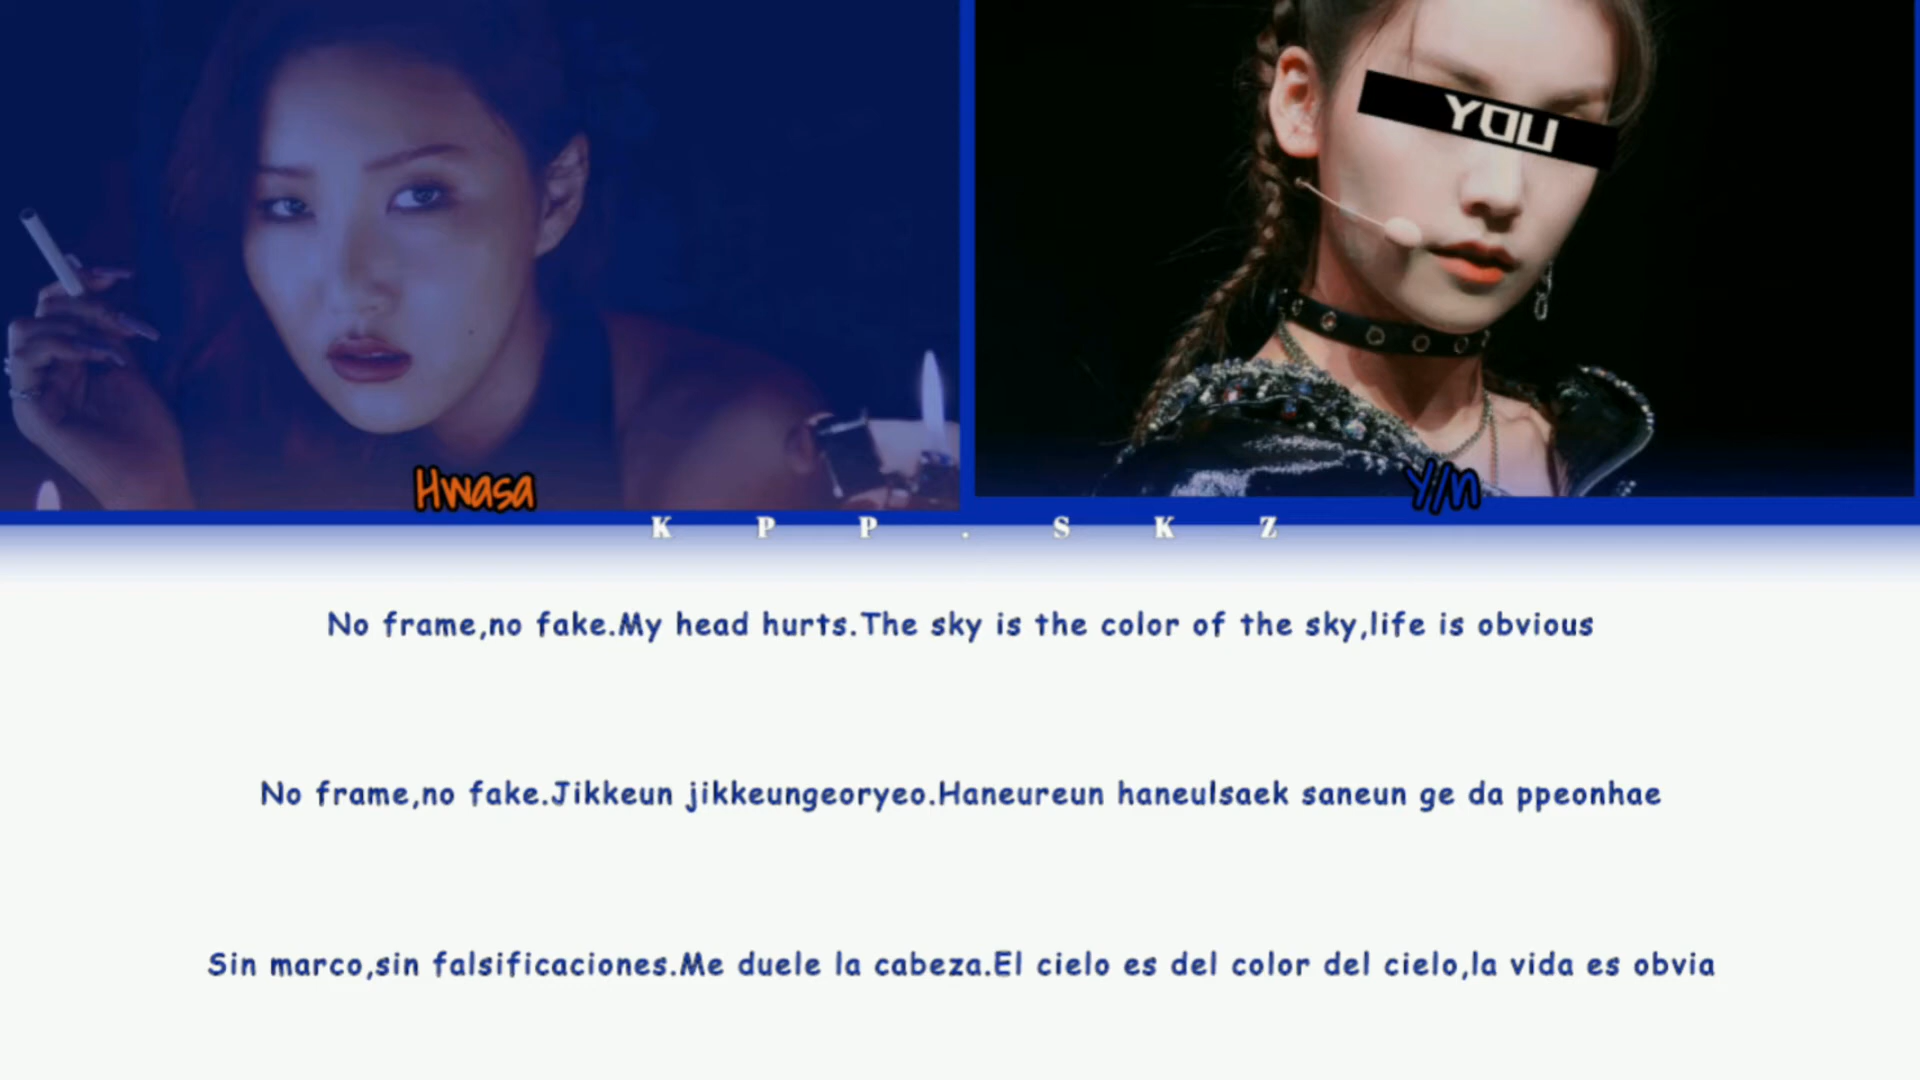 YOU
Hwasa
Y/n
K P P . S K Z
No frame,no fake.My head hurts.The sky is the color of the sky,life is obvious
No frame,no fake.Jikkeun jikkeungeoryeo.Haneureun haneulsaek saneun ge da ppeonhae
Sin marco,sin falsificaciones.Me duele la cabeza.El cielo es del color del cielo,la vida es obvia